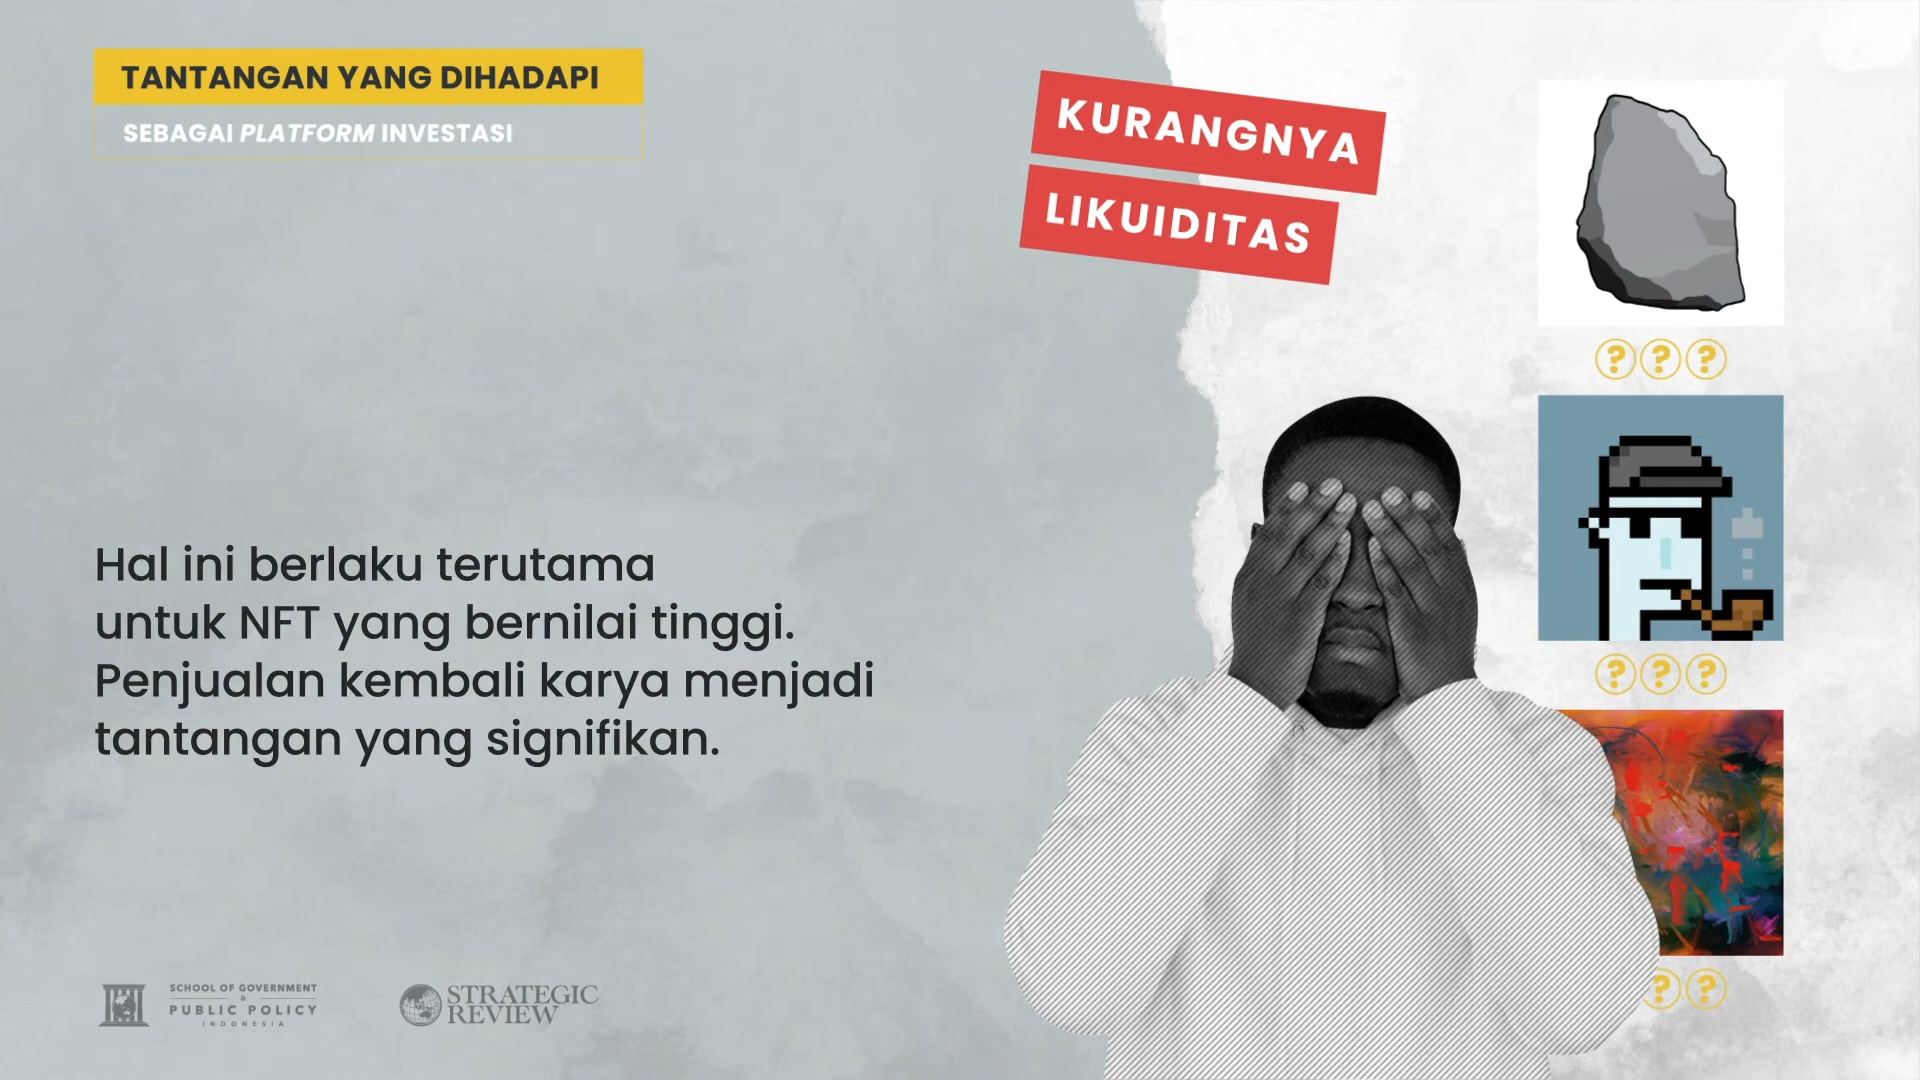 TANTANGAN YANG DIHADAPI
SEBAGAI PLATFORM INVESTASI
KURANGNYA
LIKUIDITAS
? ? ?
? ? ?
? ?
Hal ini berlaku terutama
untuk NFT yang bernilai tinggi.
Penjualan kembali karya menjadi
tantangan yang signifikan.
SCHOOL OF GOVERNMENT
&
PUBLIC POLICY
INDONESIA
STRATEGIC
REVIEW